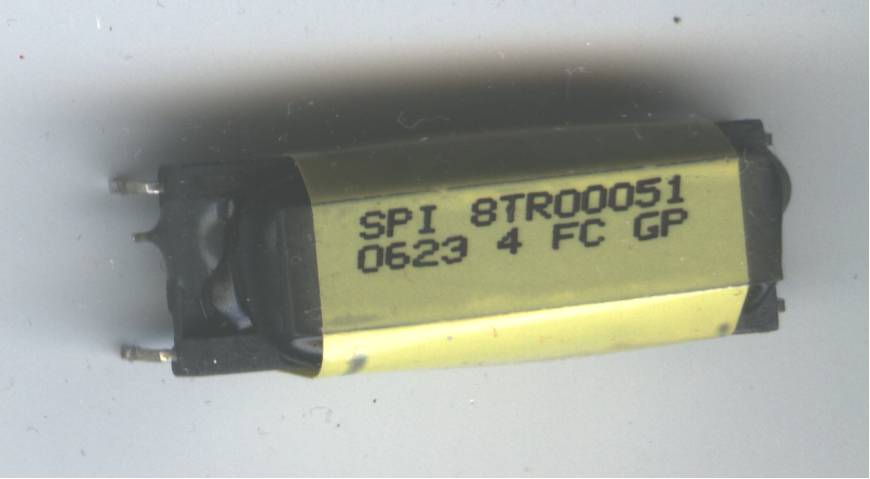 SPI 8TR00051
0623 4 FC GP